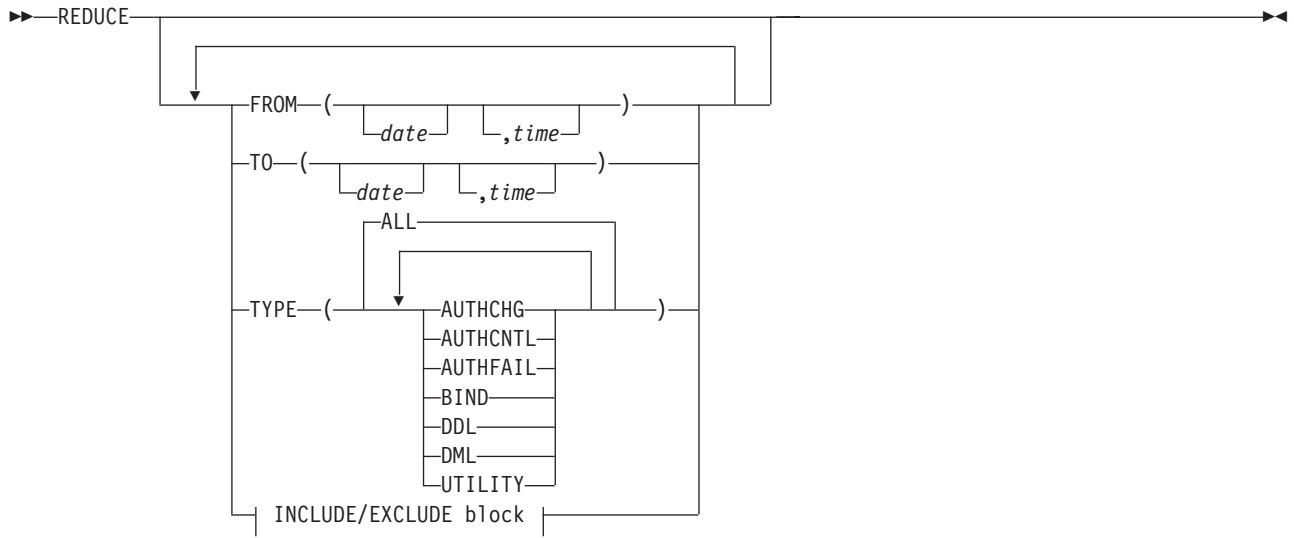 REDUCE
FROM ( date ,time )
TO ( date ,time )
ALL
TYPE ( AUTHCHG )
AUTHCNTL
AUTHFAIL
BIND
DDL
DML
UTILITY
INCLUDE/EXCLUDE block